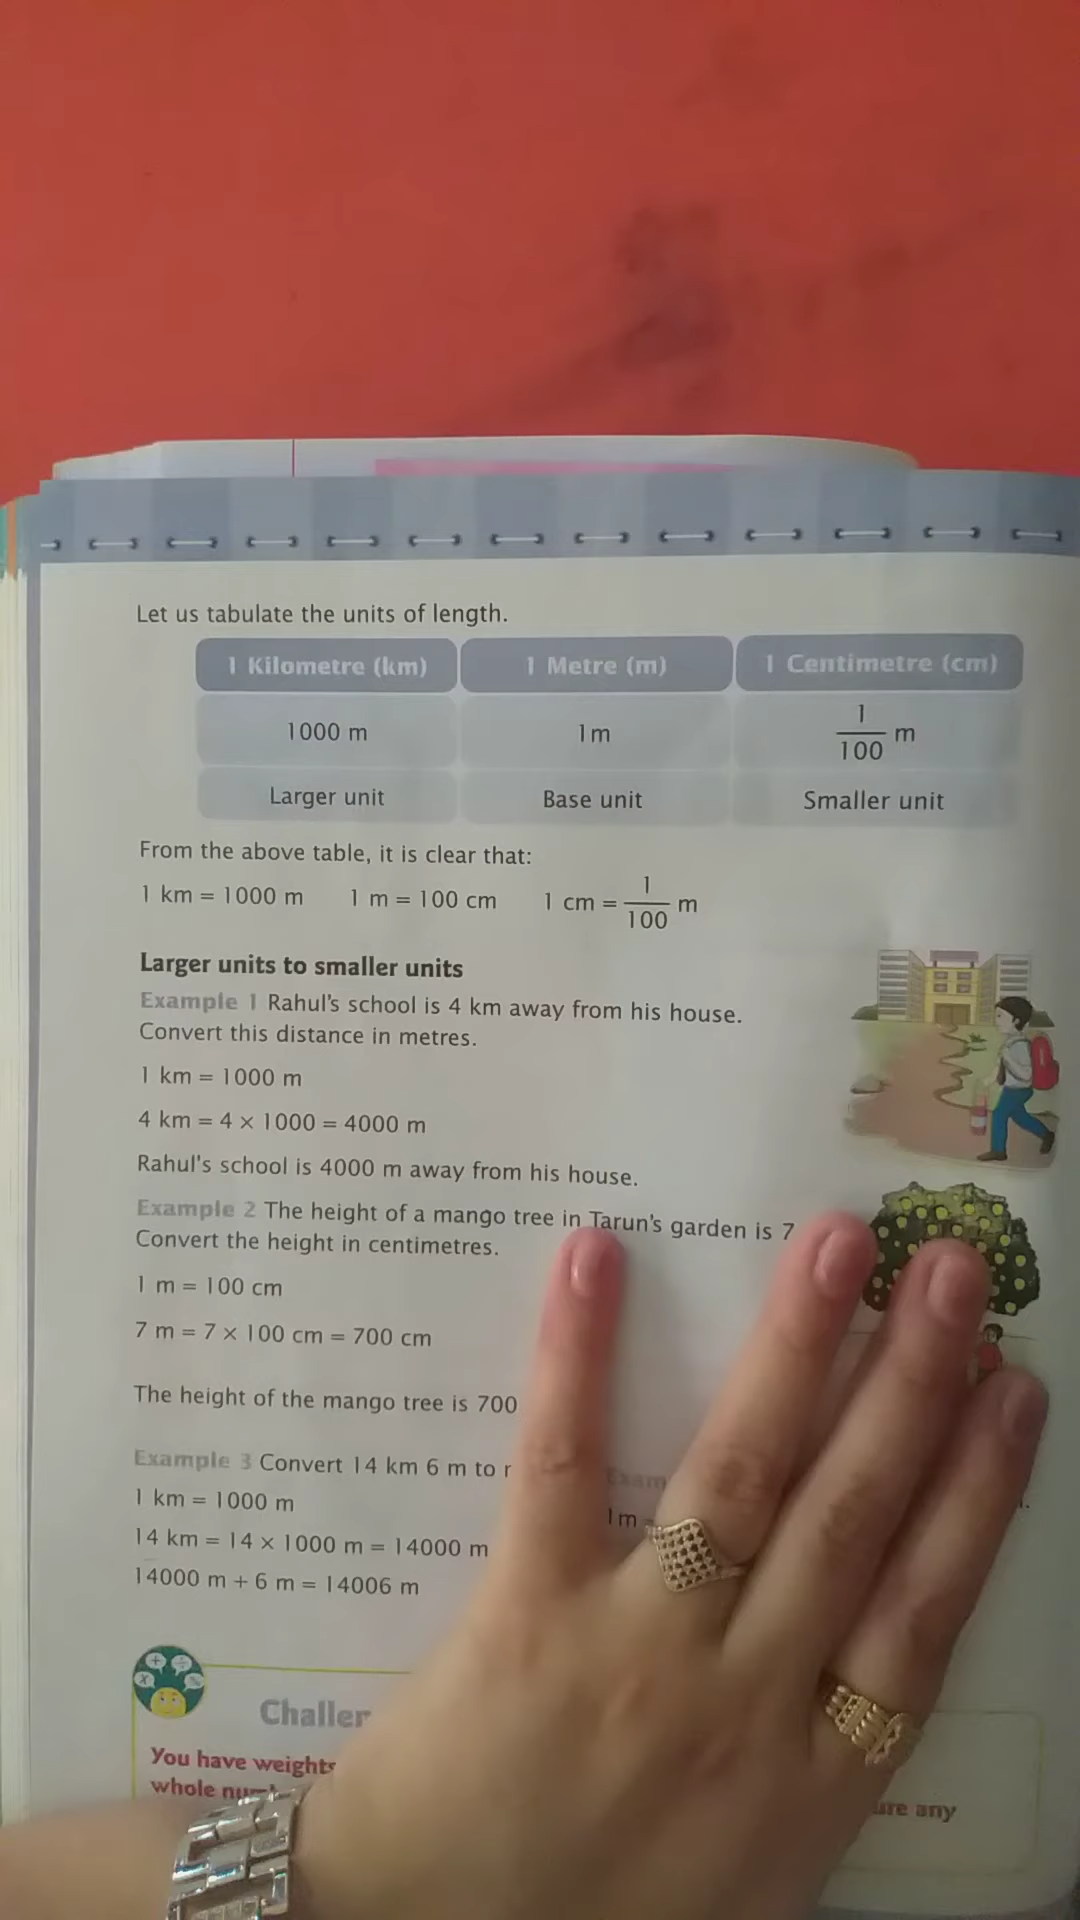 Let us tabulate the units of length.
1 Kilometre (km) 1 Metre (m) 1 Centimetre (cm)
1000 m 1m 1/100 m
Larger unit Base unit Smaller unit
From the above table, it is clear that:
1 km = 1000 m 1 m = 100 cm 1 cm = 1/100 m
Larger units to smaller units
Example 1 Rahul's school is 4 km away from his house.
Convert this distance in metres.
1 km = 1000 m
4 km = 4 × 1000 = 4000 m
Rahul's school is 4000 m away from his house.
Example 2 The height of a mango tree in Tarun's garden is 7
Convert the height in centimetres.
1 m = 100 cm
7 m = 7 × 100 cm = 700 cm
The height of the mango tree is 700
Example 3 Convert 14 km 6 m to
1 km = 1000 m
1m
14 km = 14 × 1000 m = 14000 m
14000 m + 6 m = 14006 m
You have weights
whole
any